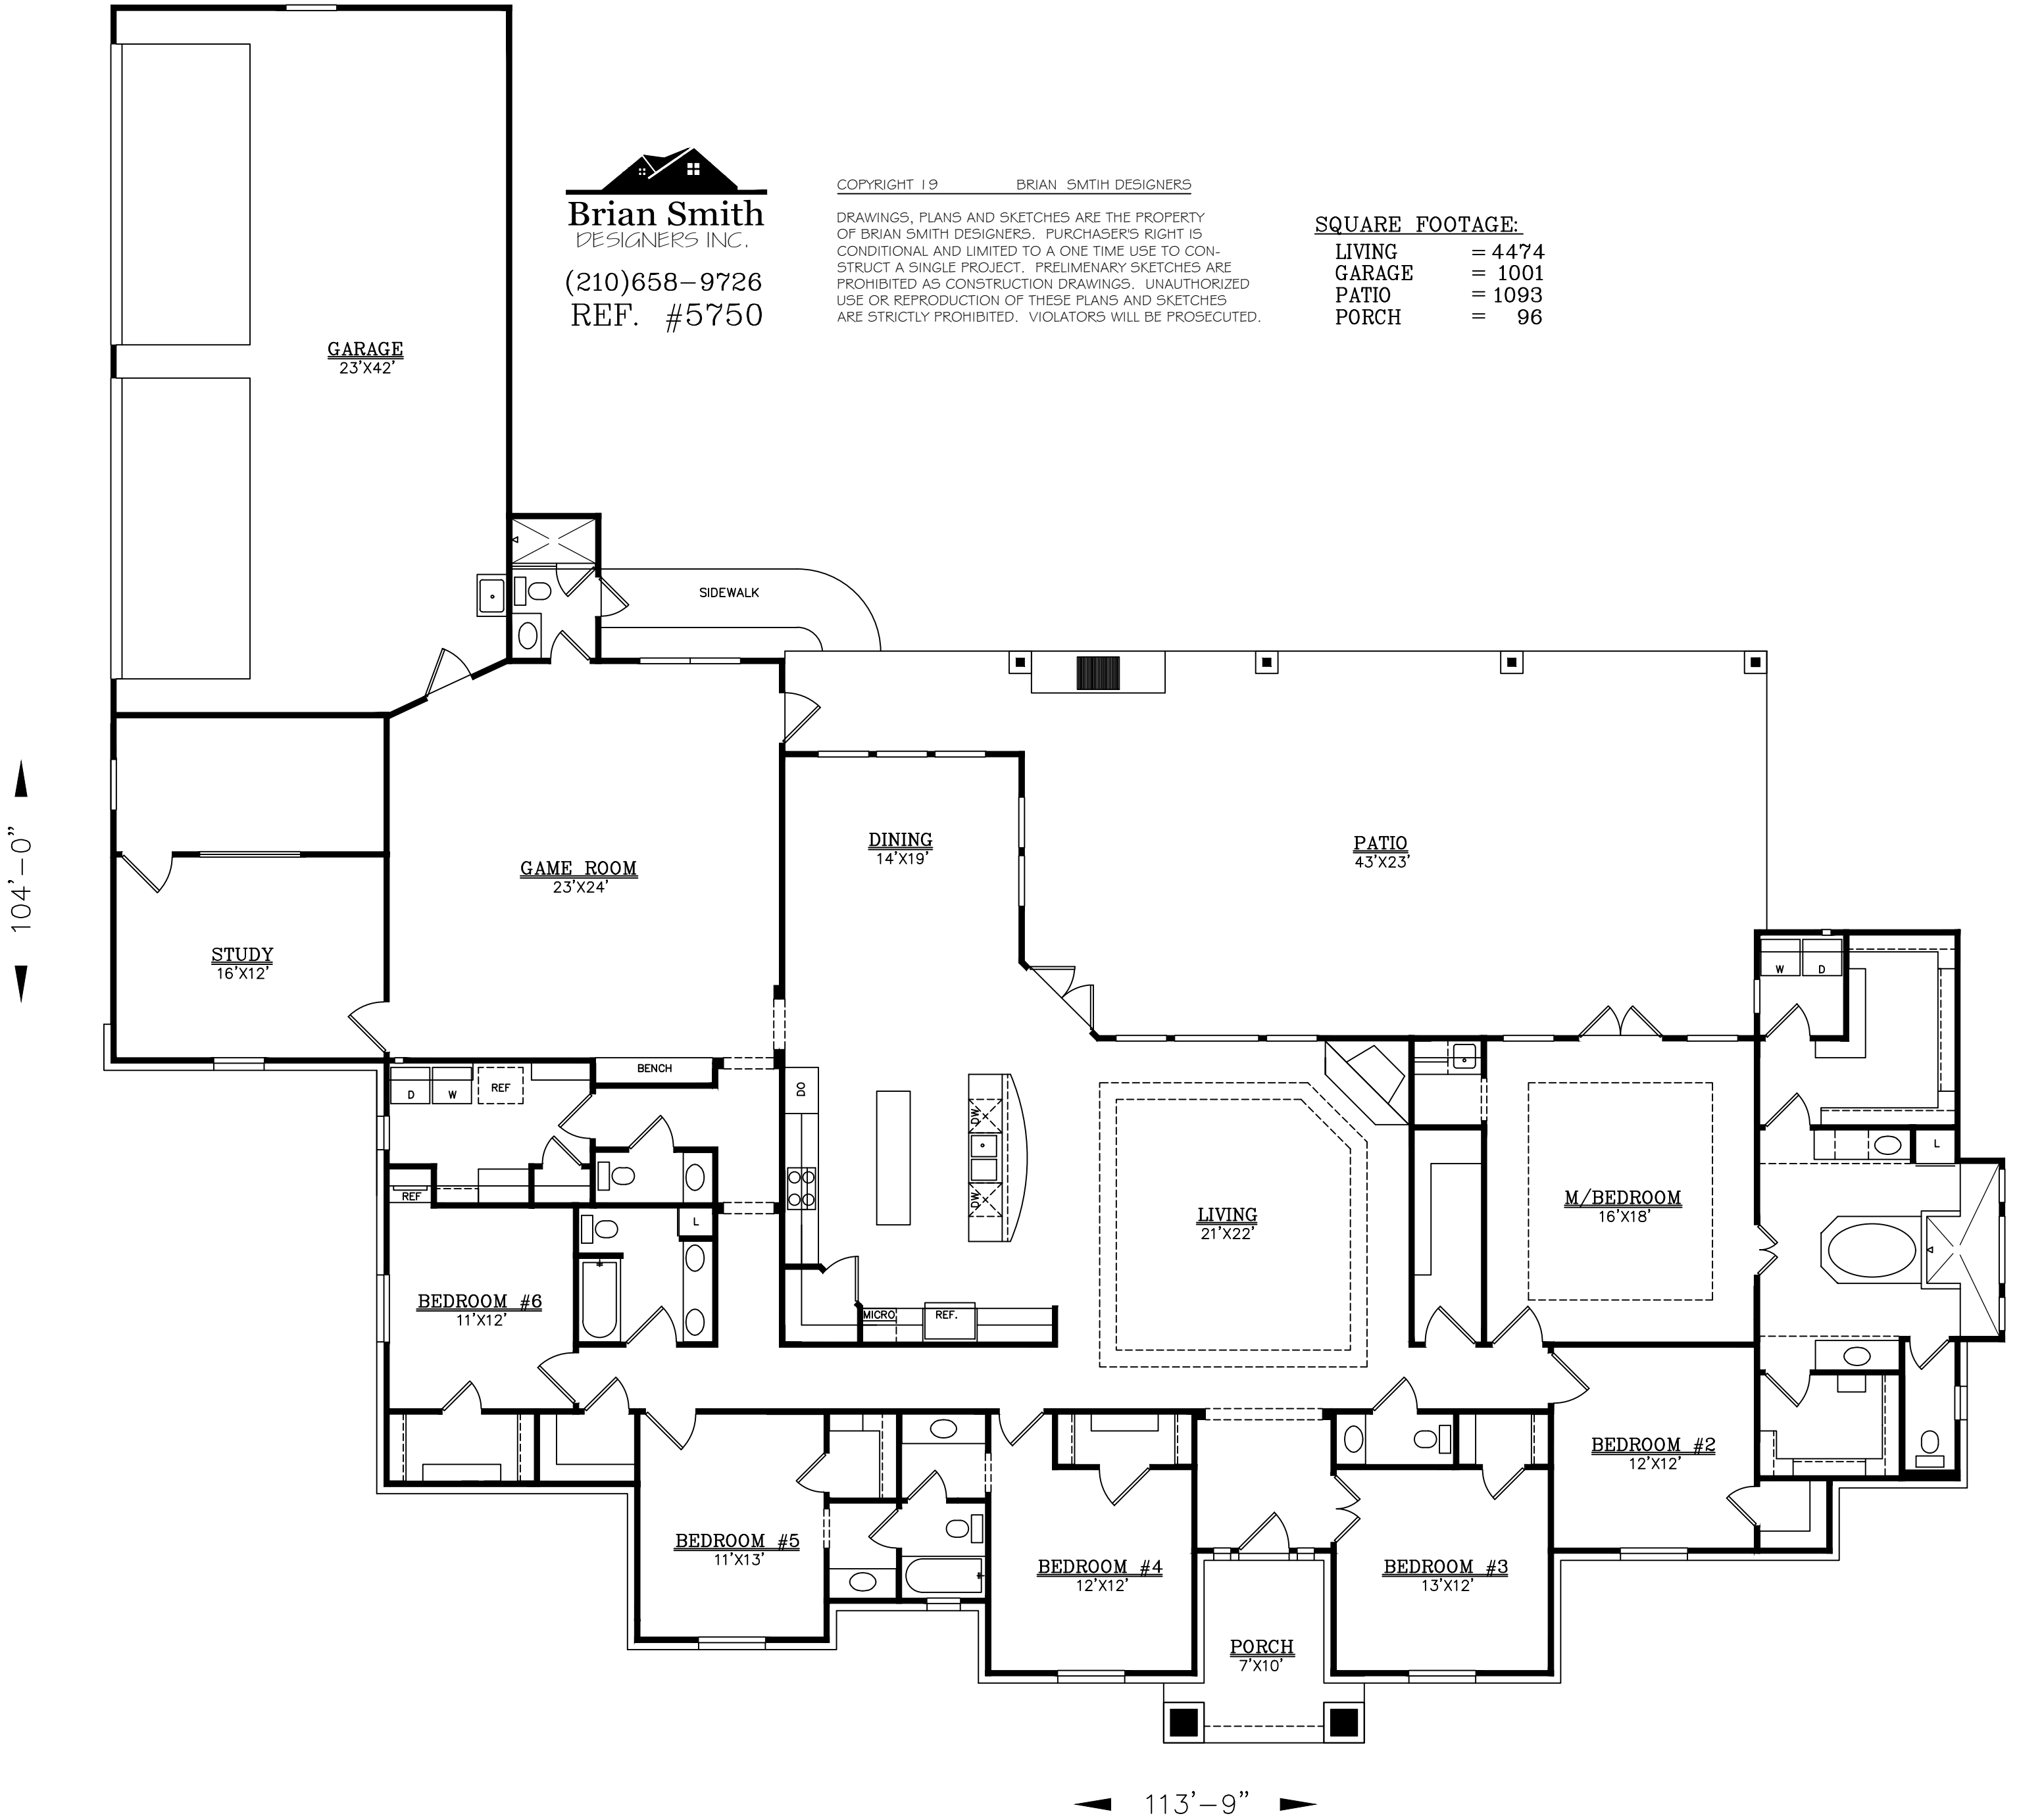 Brian Smith
DESIGNERS INC.
(210)658-9726
REF. #5750
COPYRIGHT 19 BRIAN SMTIH DESIGNERS
DRAWINGS, PLANS AND SKETCHES ARE THE PROPERTY
OF BRIAN SMITH DESIGNERS. PURCHASER'S RIGHT IS
CONDITIONAL AND LIMITED TO A ONE TIME USE TO CON-
STRUCT A SINGLE PROJECT. PRELIMENARY SKETCHES ARE
PROHIBITED AS CONSTRUCTION DRAWINGS. UNAUTHORIZED
USE OR REPRODUCTION OF THESE PLANS AND SKETCHES
ARE STRICTLY PROHIBITED. VIOLATORS WILL BE PROSECUTED.
SQUARE FOOTAGE:
LIVING = 4474
GARAGE = 1001
PATIO = 1093
PORCH = 96
GARAGE
23'X42'
SIDEWALK
GAME ROOM
23'X24'
DINING
14'X19'
PATIO
43'X23'
104'-0"
STUDY
16'X12'
W
D
BENCH
D
W
REF
DO
DW
L
REF
DW
M/BEDROOM
16'X18'
LIVING
21'X22'
L
BEDROOM #6
11'X12'
MICRO
REF.
BEDROOM #2
12'X12'
BEDROOM #5
11'X13'
BEDROOM #4
12'X12'
BEDROOM #3
13'X12'
PORCH
7'X10'
113'-9"